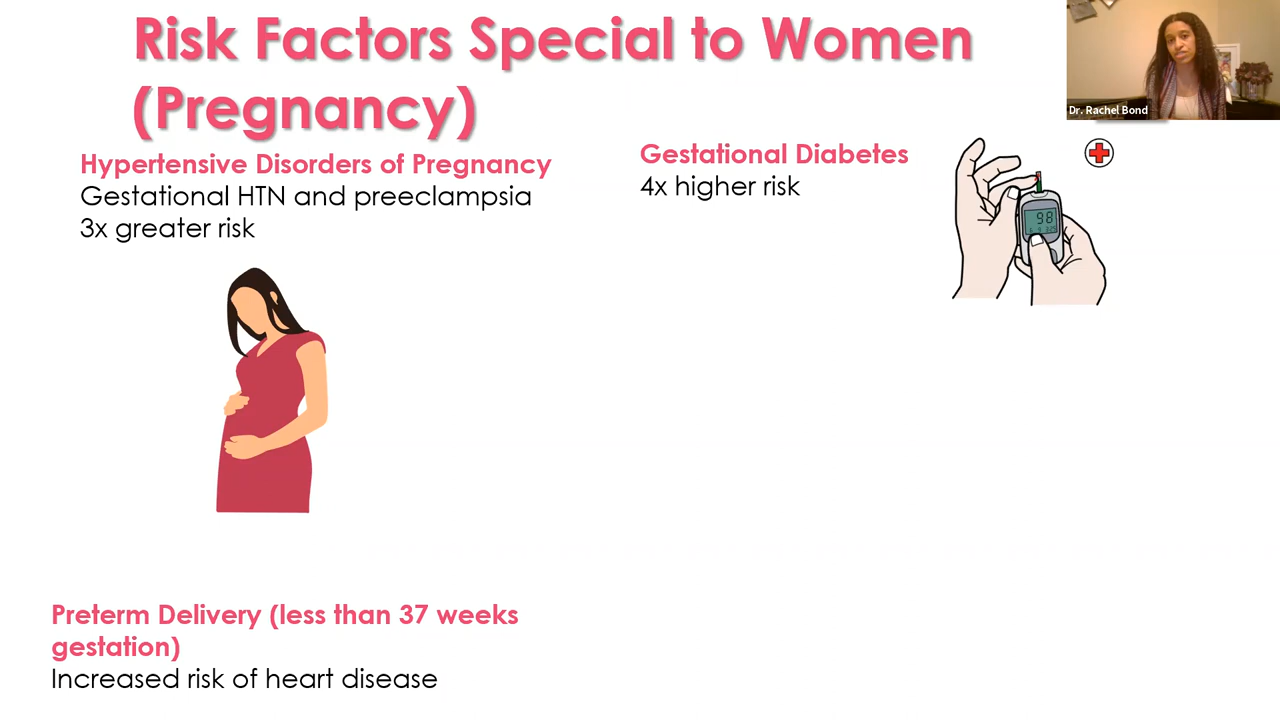 Risk Factors Special to Women
(Pregnancy)
Dr. Rachel Bond
Hypertensive Disorders of Pregnancy
Gestational HTN and preeclampsia
3x greater risk
Gestational Diabetes
4x higher risk
98
Preterm Delivery (less than 37 weeks
gestation)
Increased risk of heart disease